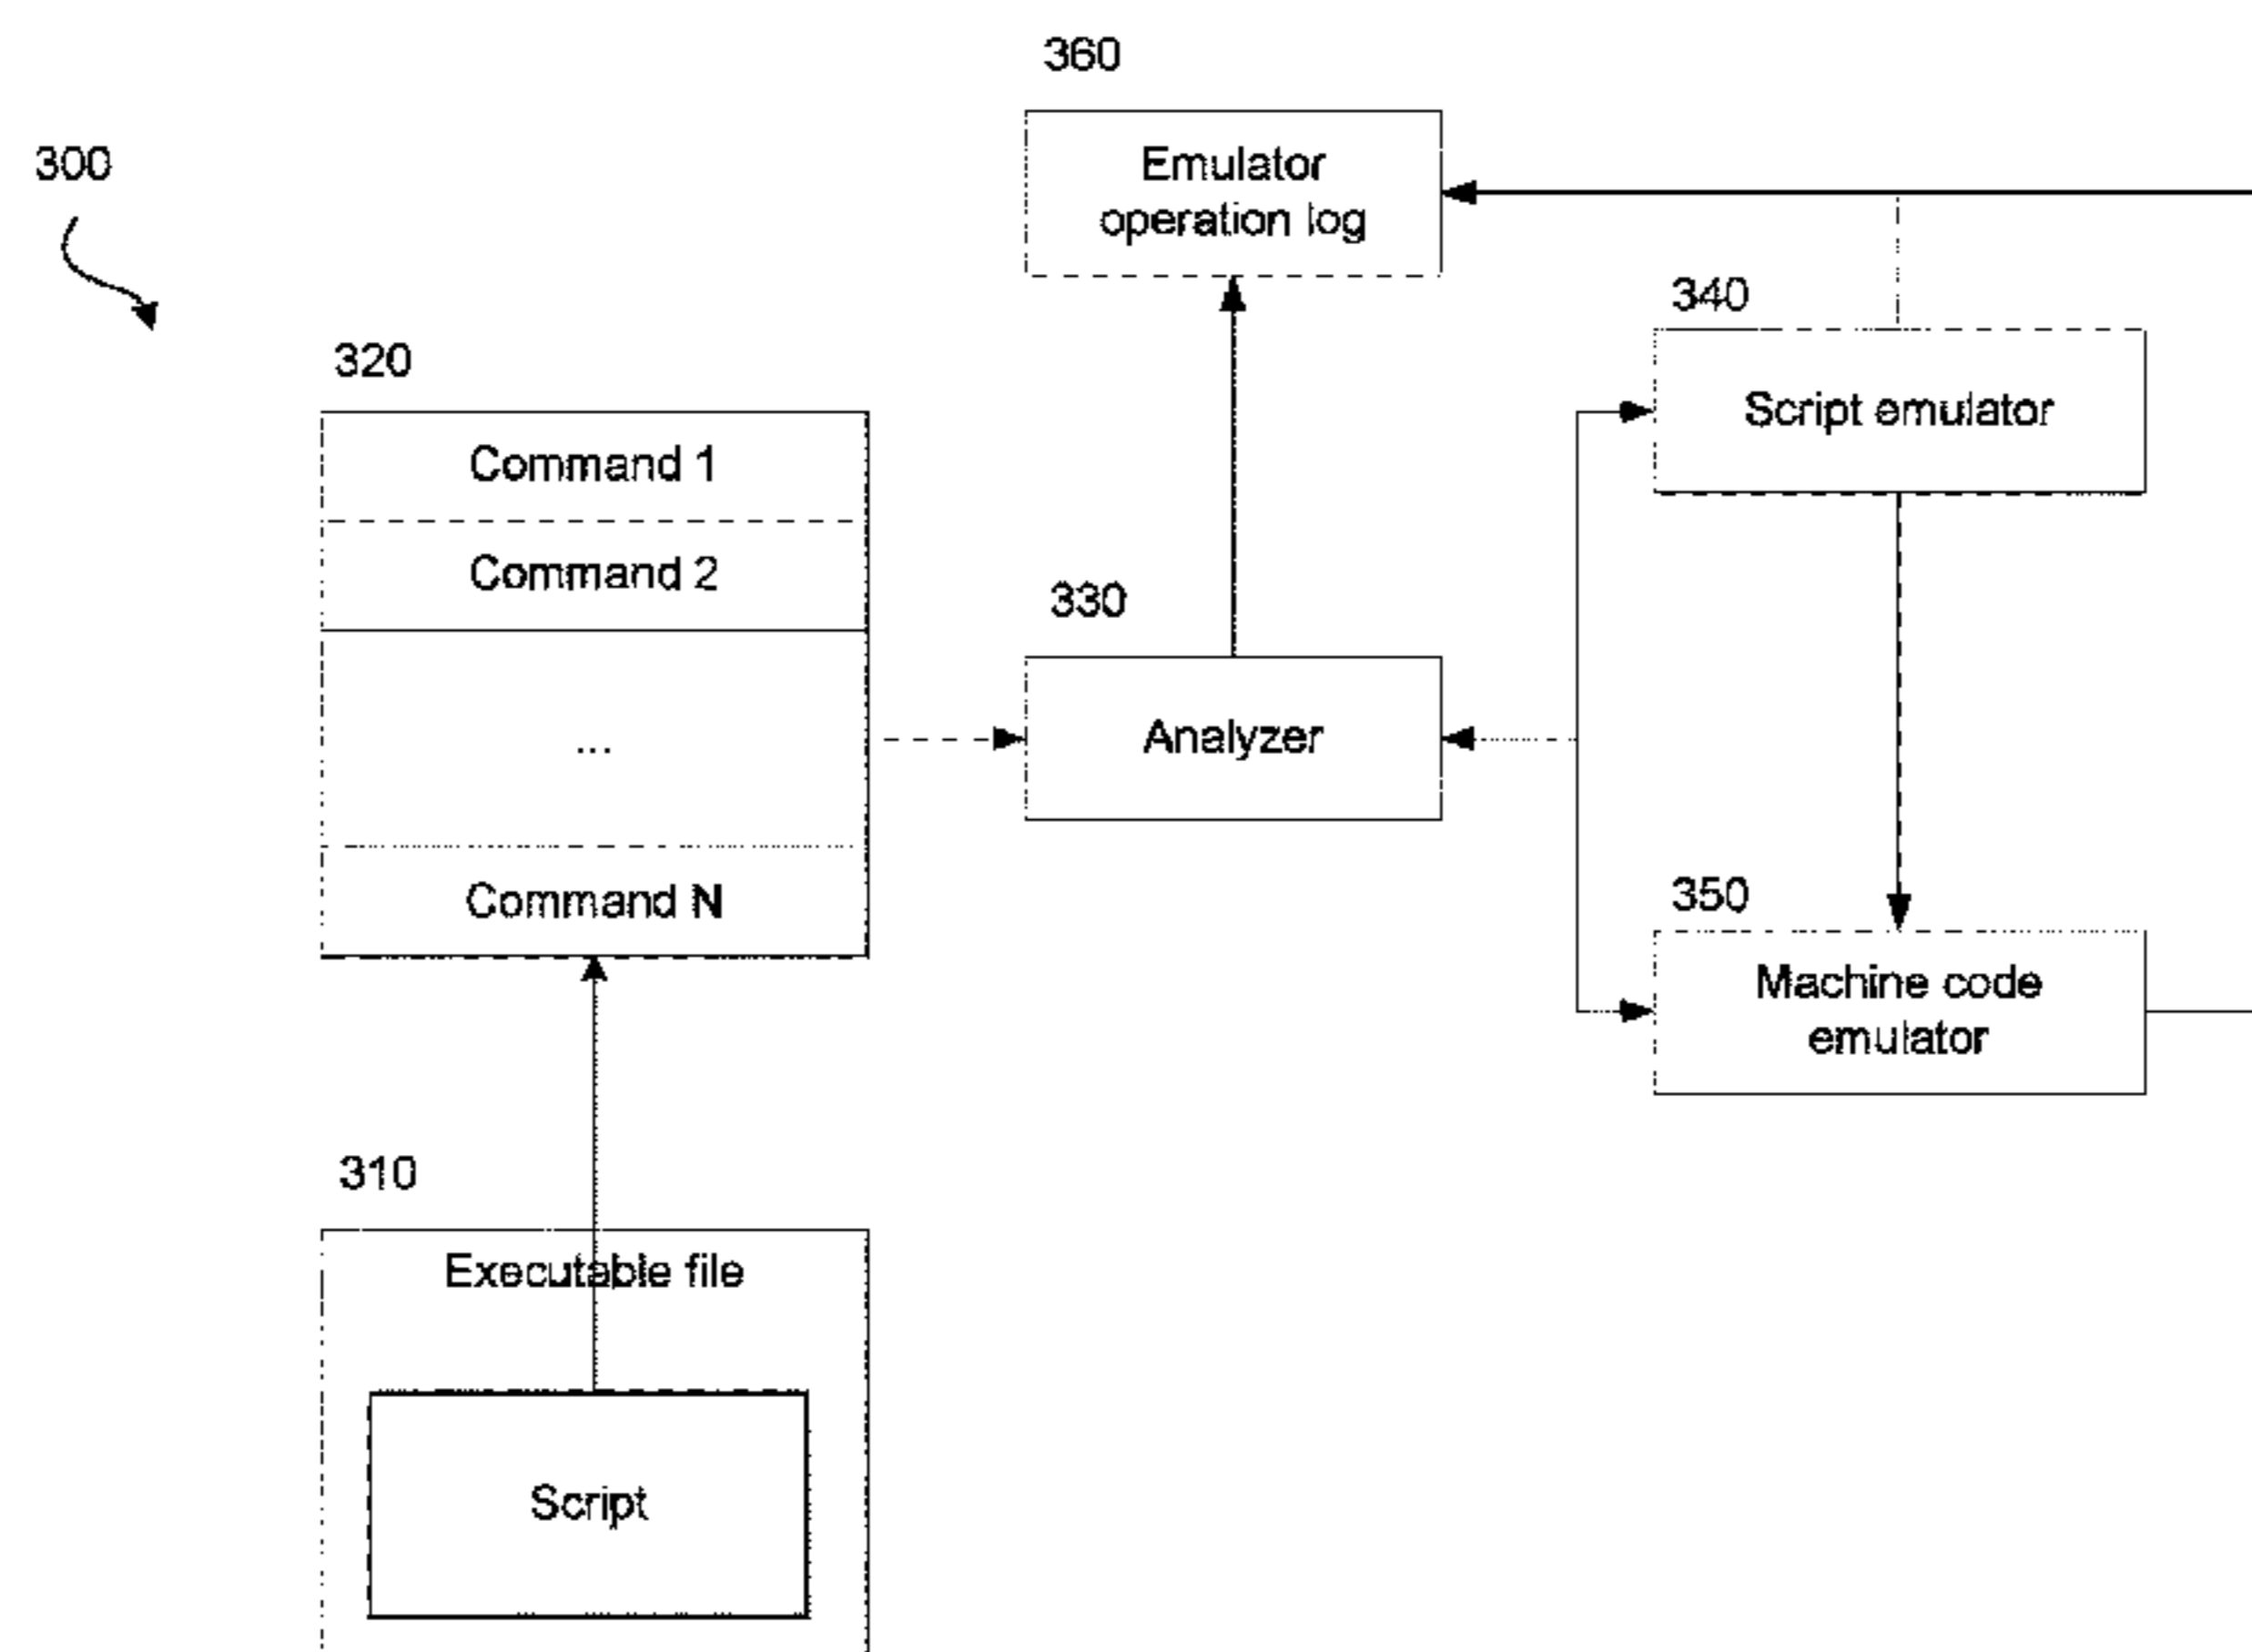 360
Emulator
operation log
300
340
Script emulator
320
Command 1
Command 2
...
Command N
330
Analyzer
350
Machine code
emulator
310
Executable file
Script